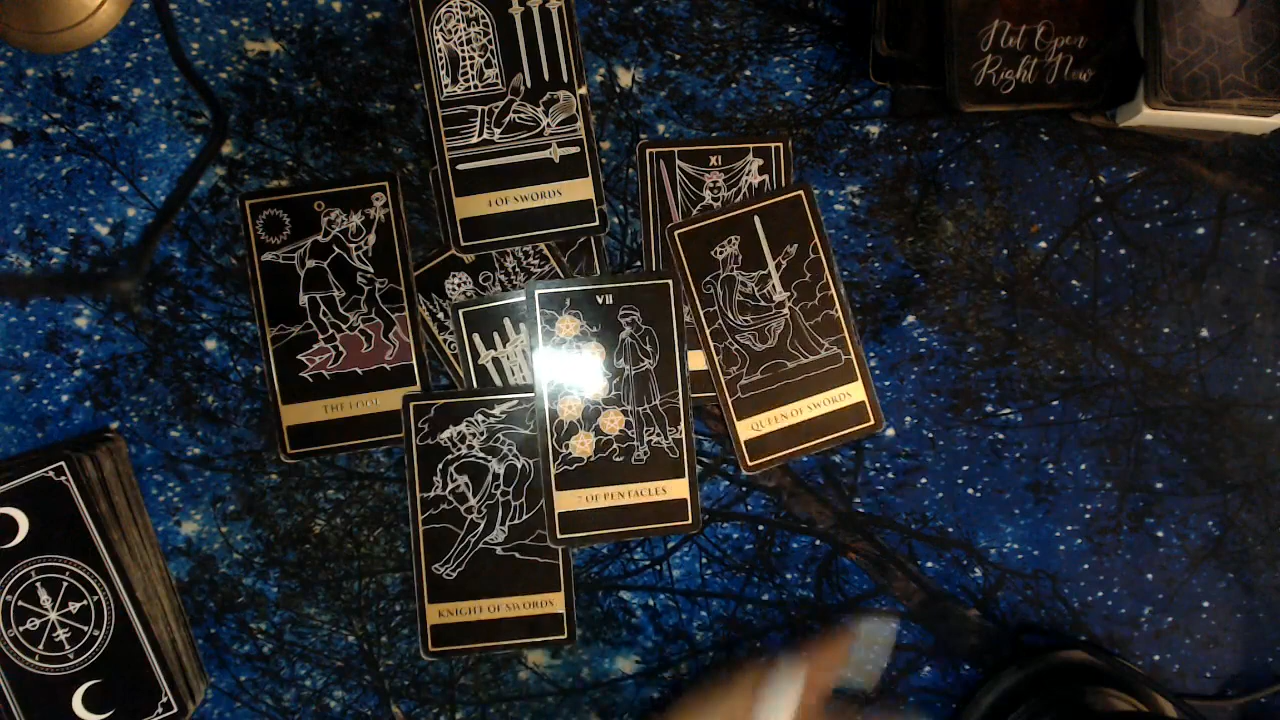 4 OF SWORDS
XI
Not Open
Right Now
O
THE FOOL
VII
QUEEN OF SWORDS
7 OF PENTACLES
KNIGHT OF SWORDS